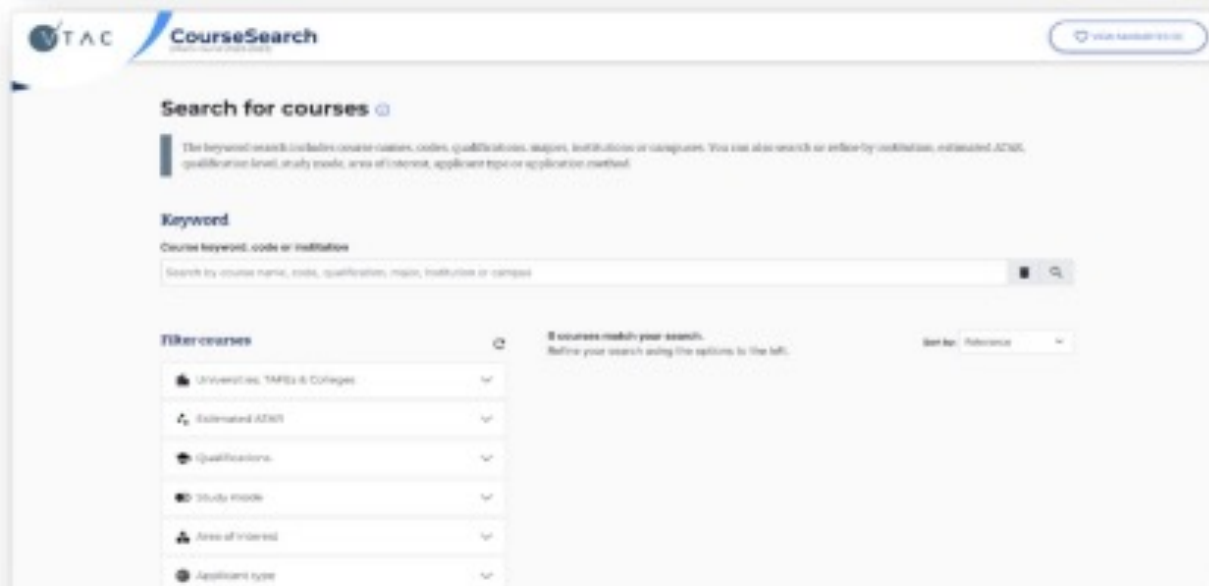 VTAC
CourseSearch
Search for courses
The keyword search includes course names, codes, qualifications, majors, institutions or campuses. You can also search or refine by institution, estimated ATAR,
qualification level, study mode, area of interest, applicant type or application method.
Keyword
Course keyword, code or institution
Search by course name, code, qualification, major, institution or campus
Filter courses
0 courses match your search.
Refine your search using the options to the left.
Sort by: Relevance
Universities, TAFEs & Colleges
Estimated ATAR
Qualifications
Study mode
Area of interest
Applicant type